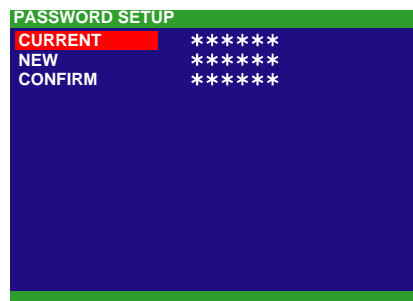 PASSWORD SETUP
CURRENT ******
NEW ******
CONFIRM ******